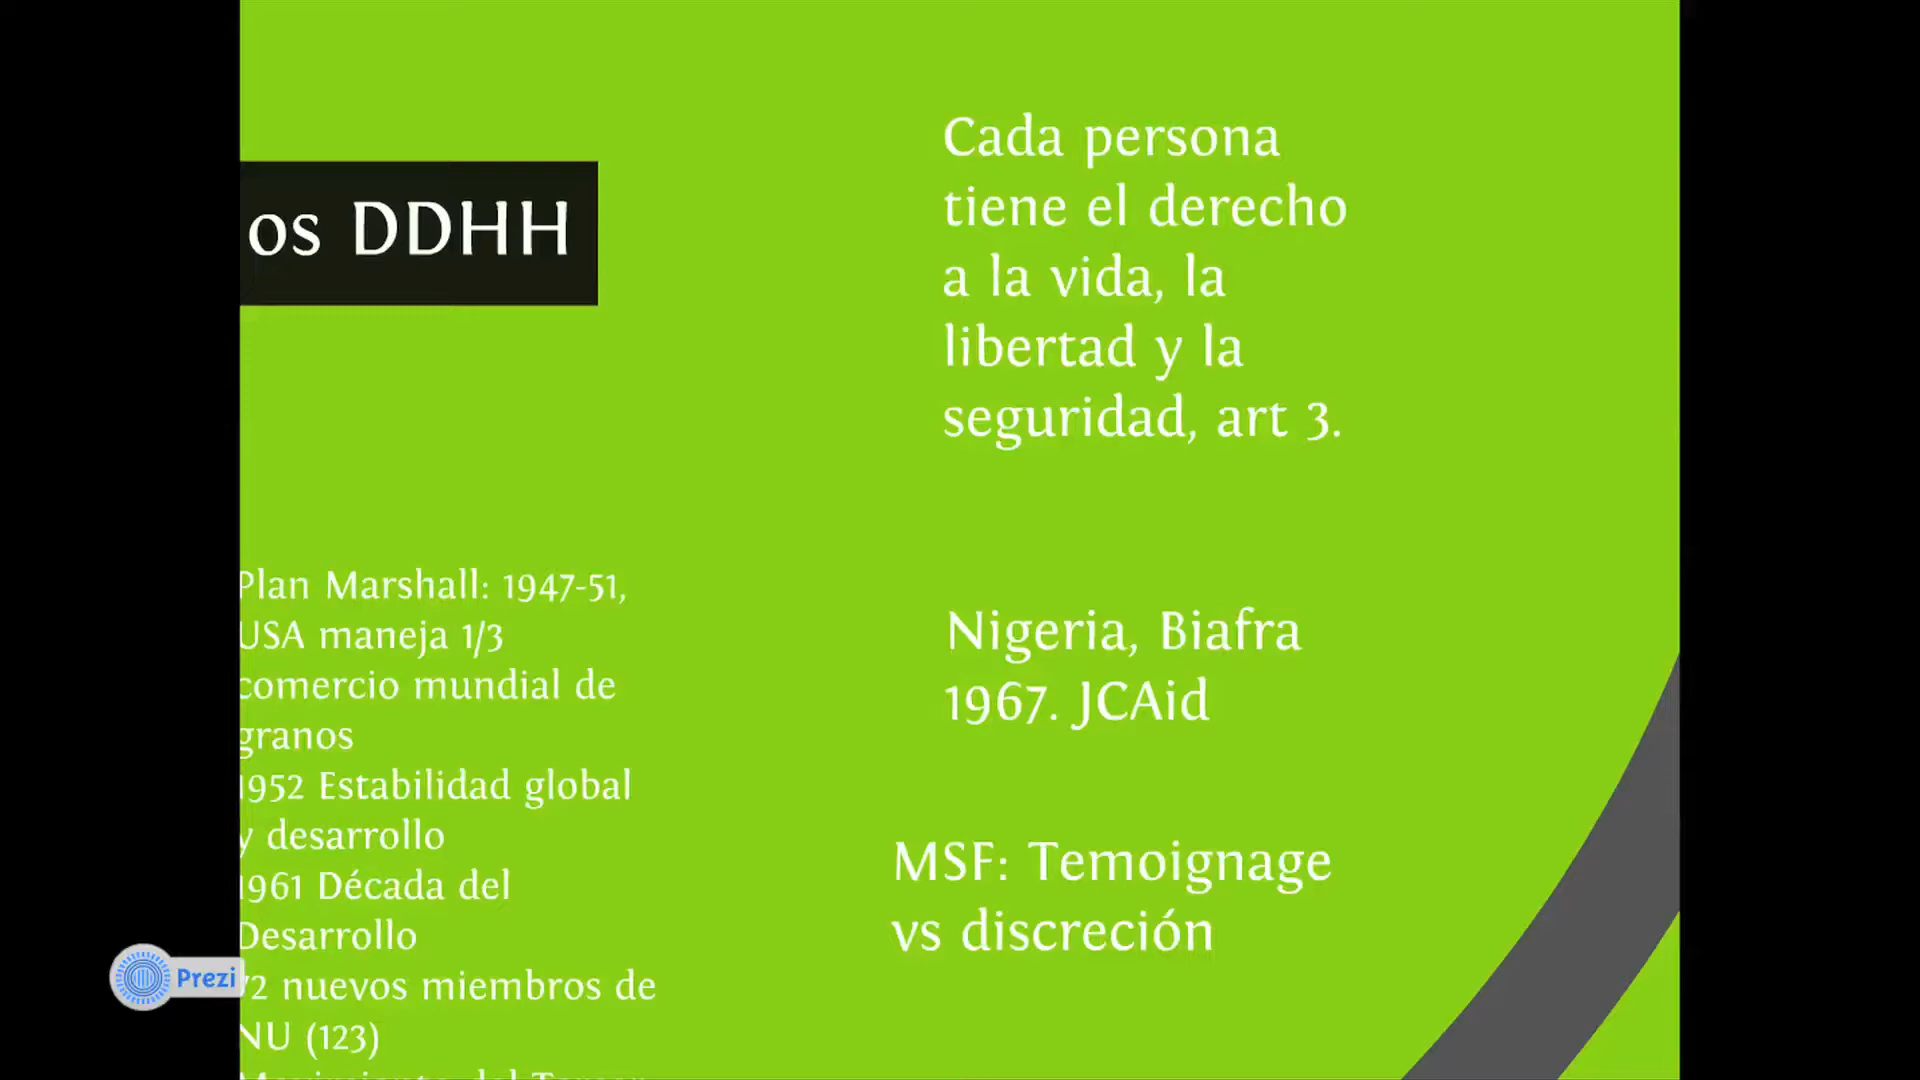 os DDHH
Cada persona
tiene el derecho
a la vida, la
libertad y la
seguridad, art 3.
Plan Marshall: 1947-51,
USA maneja 1/3
comercio mundial de
granos
1952 Estabilidad global
y desarrollo
1961 Década del
Desarrollo
nuevos miembros de
NU (123)
Nigeria, Biafra
1967. JCAid
MSF: Temoignage
vs discreción
Prezi